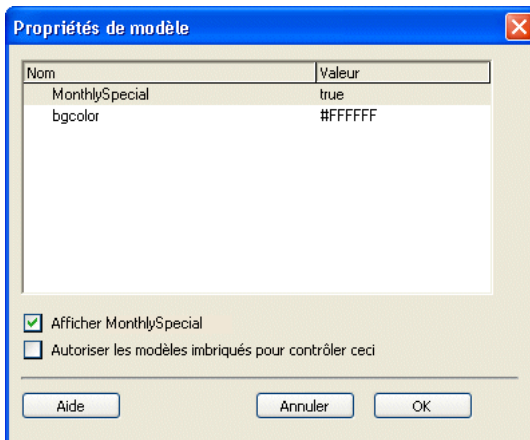 Propriétés de modèle
Nom Valeur
MonthlySpecial true
bgcolor #FFFFFF
Afficher MonthlySpecial
Autoriser les modèles imbriqués pour contrôler ceci
Aide Annuler OK